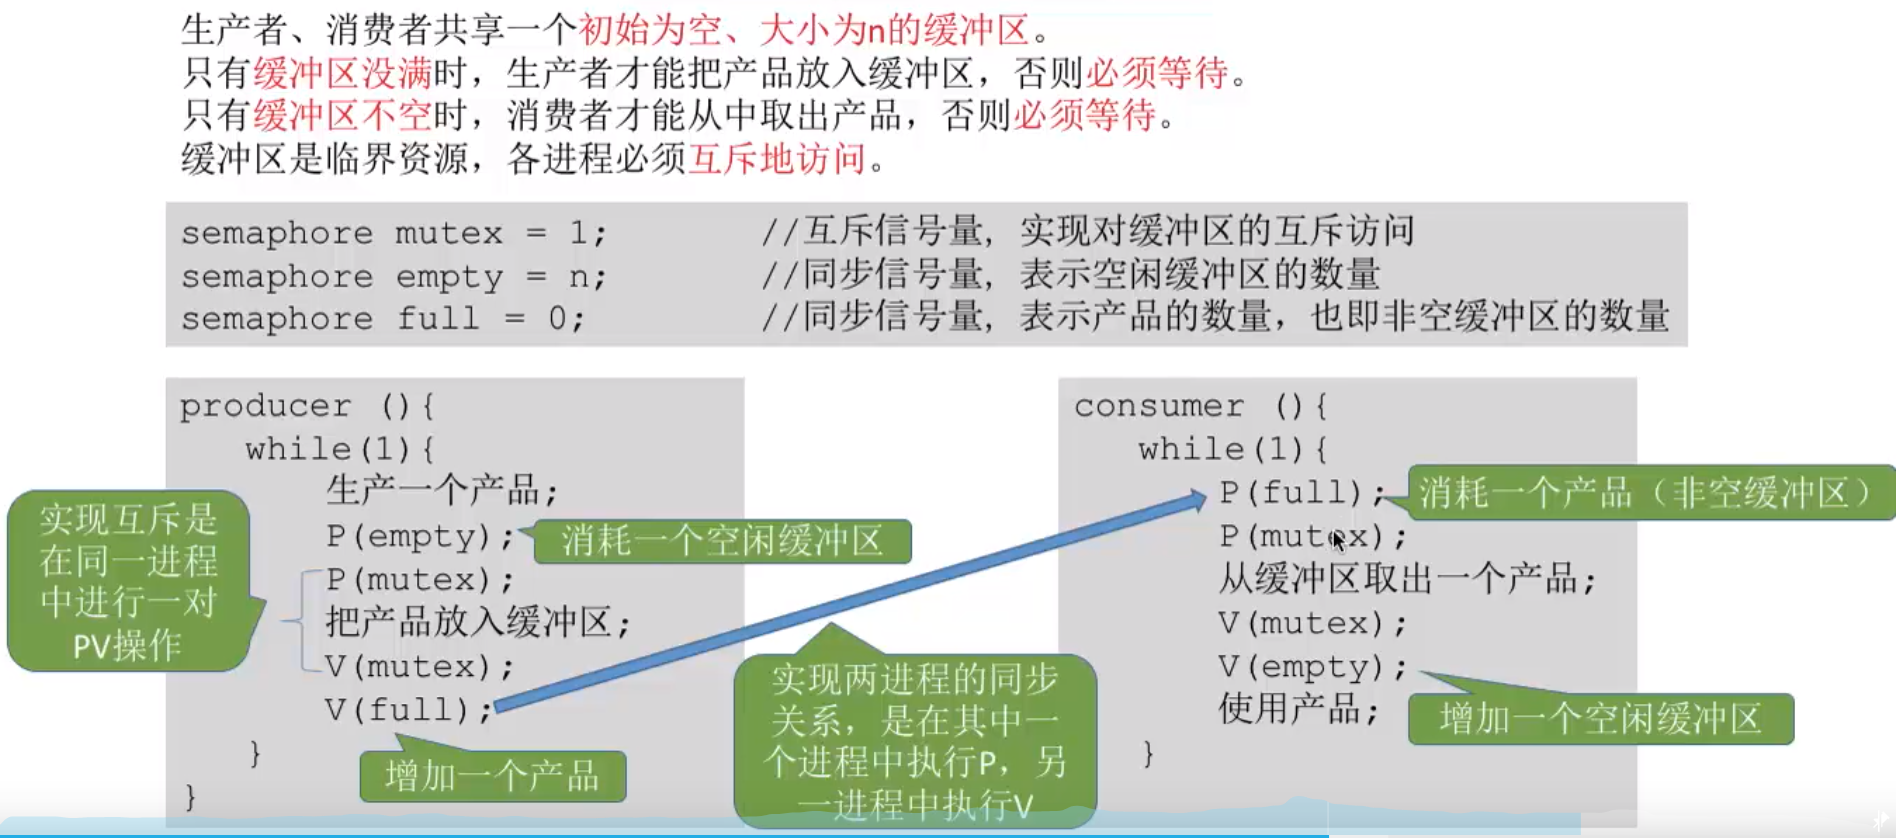 生产者、消费者共享一个初始为空、大小为n的缓冲区。
只有缓冲区没满时，生产者才能把产品放入缓冲区，否则必须等待。
只有缓冲区不空时，消费者才能从中取出产品，否则必须等待。
缓冲区是临界资源，各进程必须互斥地访问。
semaphore mutex = 1; //互斥信号量，实现对缓冲区的互斥访问
semaphore empty = n; //同步信号量，表示空闲缓冲区的数量
semaphore full = 0; //同步信号量，表示产品的数量，也即非空缓冲区的数量
producer (){
while(1){
生产一个产品;
P(empty);
P(mutex);
把产品放入缓冲区;
V(mutex);
V(full);
}
}
实现互斥是
在同一进程
中进行一对
PV操作
消耗一个空闲缓冲区
增加一个产品
实现两进程的同步
关系，是在其中一
个进程中执行P，另
一进程中执行V
consumer (){
while(1){
P(full);
P(mutex);
从缓冲区取出一个产品;
V(mutex);
V(empty);
使用产品;
}
消耗一个产品（非空缓冲区）
增加一个空闲缓冲区